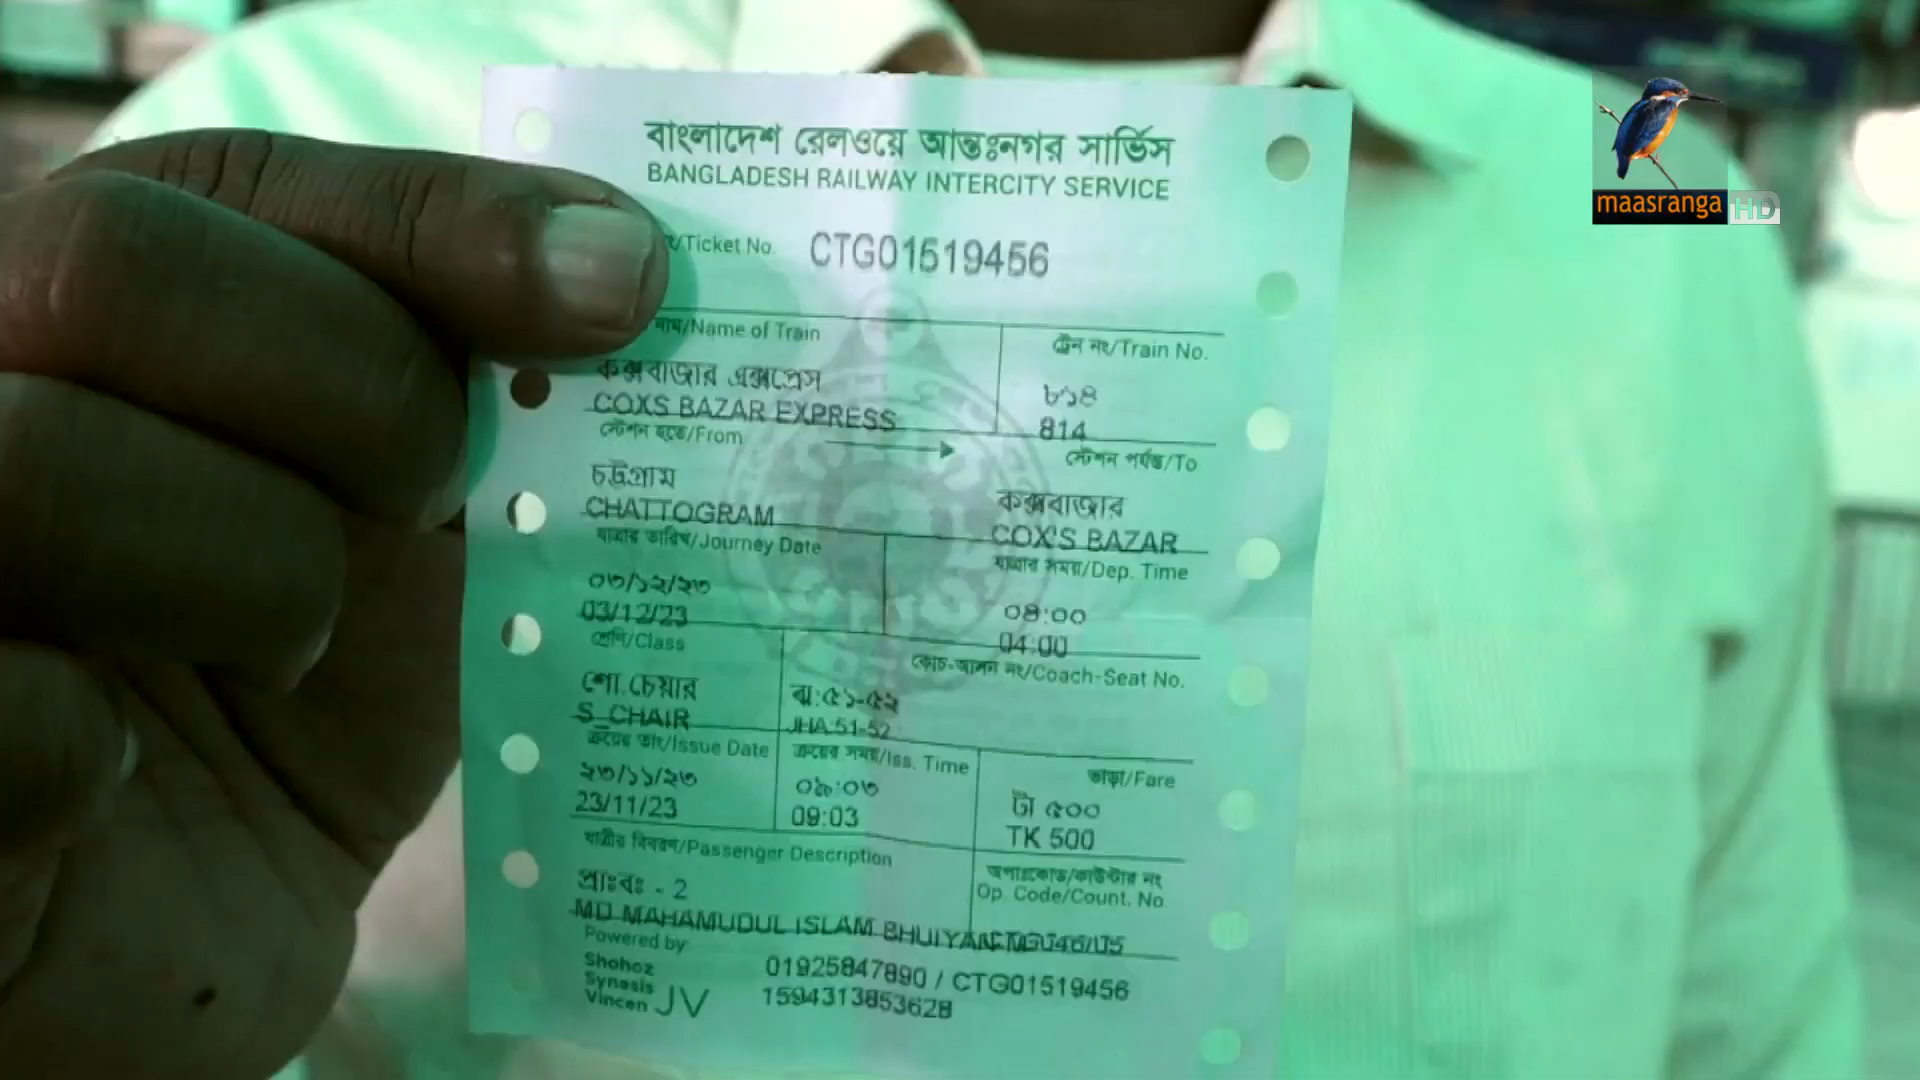 বাংলাদেশ রেলওয়ে আন্তঃনগর সার্ভিস
BANGLADESH RAILWAY INTERCITY SERVICE
/Ticket No. CTG01519456
নাম/Name of Train
ট্রেন নং/Train No.
কক্সবাজার এক্সপ্রেস
৮১৪
COXS BAZAR EXPRESS
814
স্টেশন হতে/From
স্টেশন পর্যন্ত/To
চট্টগ্রাম
কক্সবাজার
CHATTOGRAM
COX'S BAZAR
যাত্রার তারিখ/Journey Date
যাত্রার সময়/Dep. Time
০৩/১২/২৩
০৪:০০
03/12/23
04:00
শ্রেণি/Class
কোচ-আসন নং/Coach-Seat No.
শো.চেয়ার
ঝ:৫১-৫২
S_CHAIR
JHA:51-52
ক্রয়ের তাং/Issue Date
ক্রয়ের সময়/Iss. Time
ভাড়া/Fare
২৩/১১/২৩
০৯:০৩
টা ৫০০
23/11/23
09:03
TK 500
যাত্রীর বিবরণ/Passenger Description
অপাঃকোড/কাউন্টার নং
Op. Code/Count. No.
প্রাঃবঃ - 2
MD MAHAMUDUL ISLAM BHUIYAN
Powered by
Shohoz
Synesis
Vincen JV
01925847890 / CTG01519456
1594313853628
maasranga HD